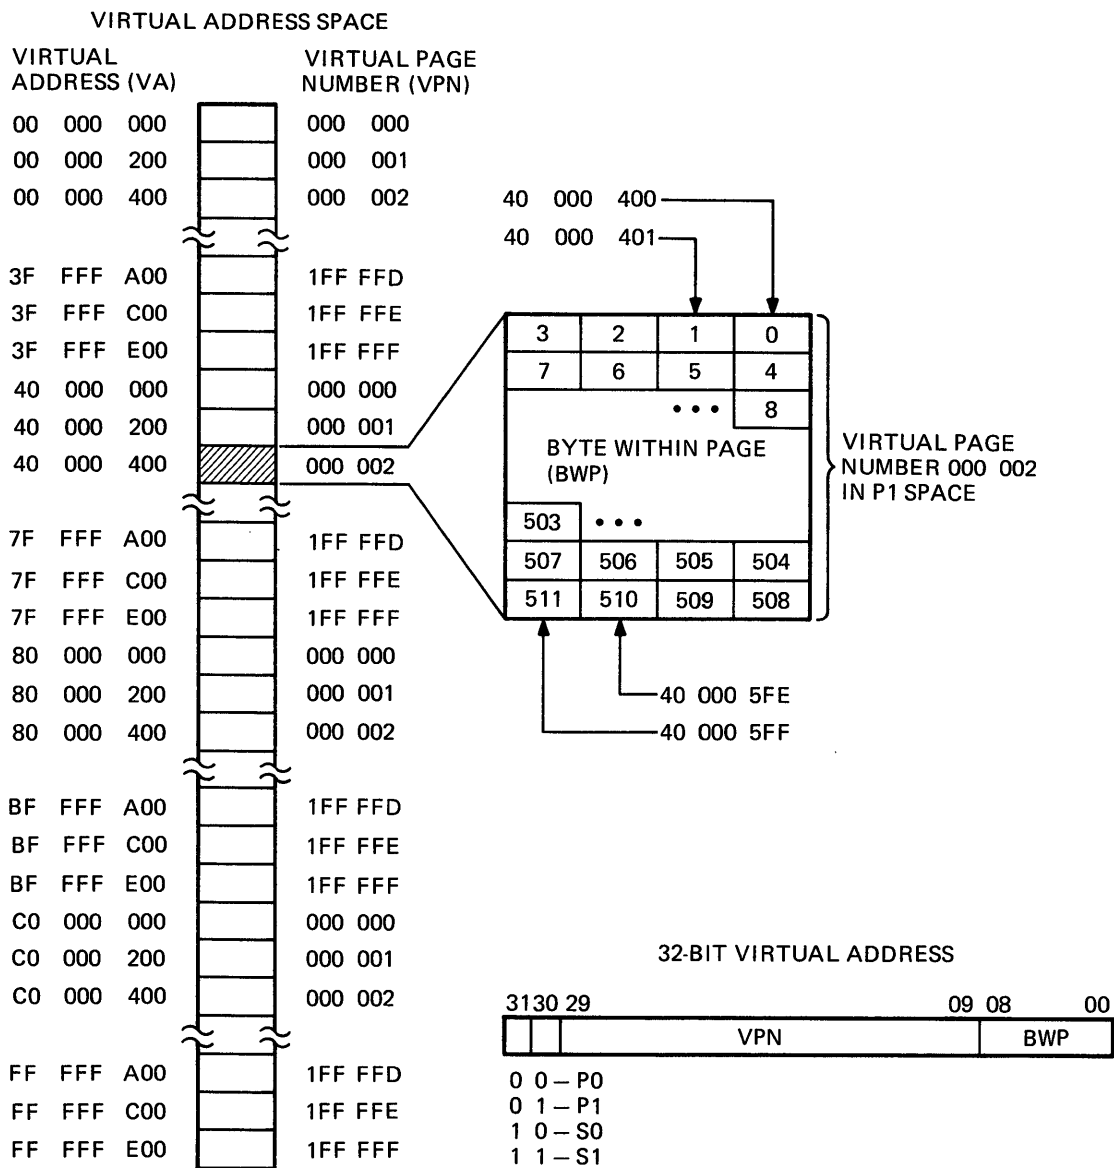 VIRTUAL ADDRESS SPACE
VIRTUAL ADDRESS (VA)
VIRTUAL PAGE NUMBER (VPN)
00 000 000 000 000
00 000 200 000 001
00 000 400 000 002
3F FFF A00 1FF FFD
3F FFF C00 1FF FFE
3F FFF E00 1FF FFF
40 000 000 000 000
40 000 200 000 001
40 000 400 000 002
7F FFF A00 1FF FFD
7F FFF C00 1FF FFE
7F FFF E00 1FF FFF
80 000 000 000 000
80 000 200 000 001
80 000 400 000 002
BF FFF A00 1FF FFD
BF FFF C00 1FF FFE
BF FFF E00 1FF FFF
C0 000 000 000 000
C0 000 200 000 001
C0 000 400 000 002
FF FFF A00 1FF FFD
FF FFF C00 1FF FFE
FF FFF E00 1FF FFF
40 000 400
40 000 401
3 2 1 0
7 6 5 4
••• 8
BYTE WITHIN PAGE
(BWP)
503 •••
507 506 505 504
511 510 509 508
VIRTUAL PAGE
NUMBER 000 002
IN P1 SPACE
40 000 5FE
40 000 5FF
32-BIT VIRTUAL ADDRESS
31 30 29 09 08 00
VPN BWP
0 0 – P0
0 1 – P1
1 0 – S0
1 1 – S1